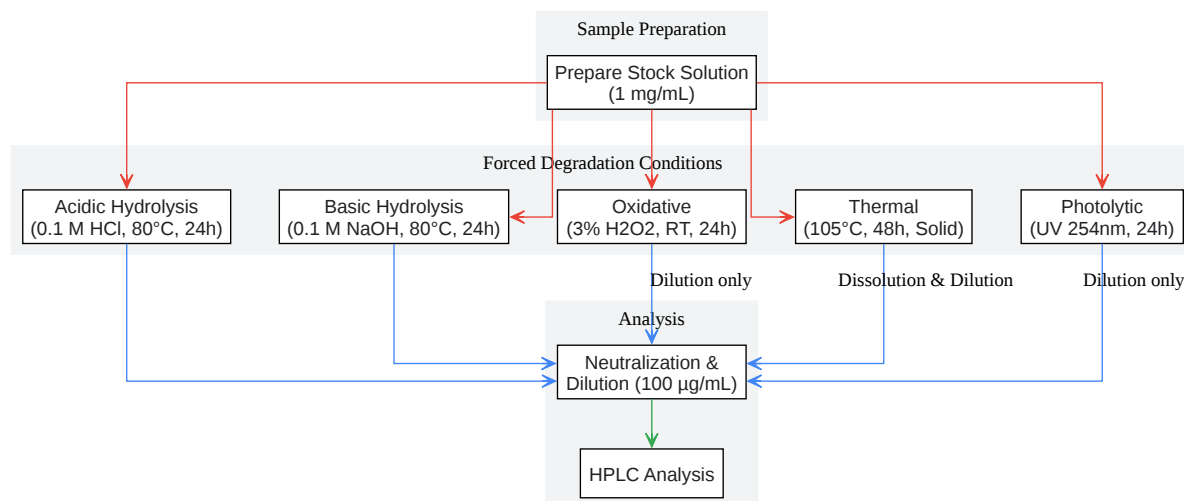 Sample Preparation
Prepare Stock Solution
(1 mg/mL)
Forced Degradation Conditions
Acidic Hydrolysis
(0.1 M HCl, 80°C, 24h)
Basic Hydrolysis
(0.1 M NaOH, 80°C, 24h)
Oxidative
(3% H2O2, RT, 24h)
Thermal
(105°C, 48h, Solid)
Photolytic
(UV 254nm, 24h)
Dilution only
Dissolution & Dilution
Dilution only
Analysis
Neutralization &
Dilution (100 µg/mL)
HPLC Analysis